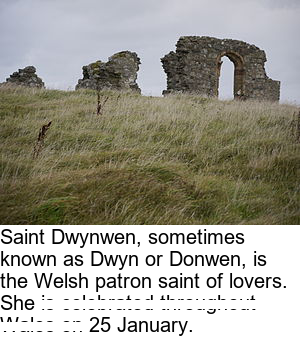 Saint Dwynwen, sometimes
known as Dwyn or Donwen, is
the Welsh patron saint of lovers.
She
25 January.